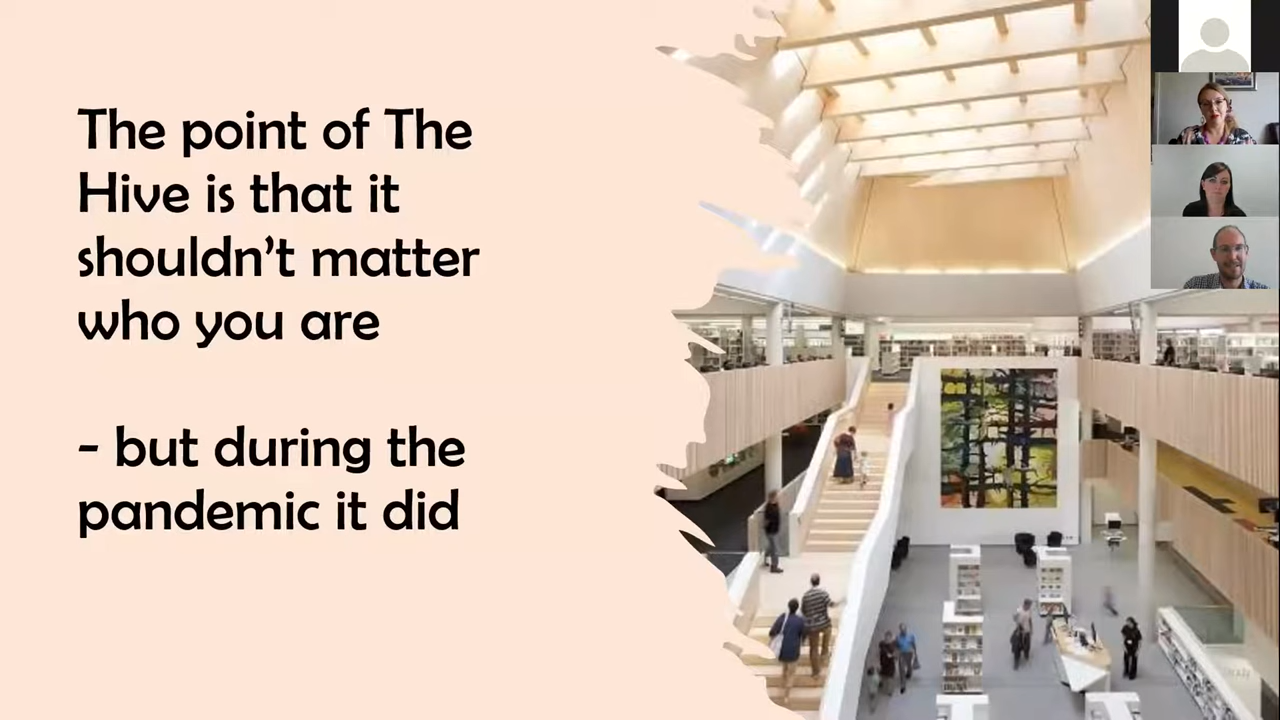 The point of The
Hive is that it
shouldn’t matter
who you are
- but during the
pandemic it did